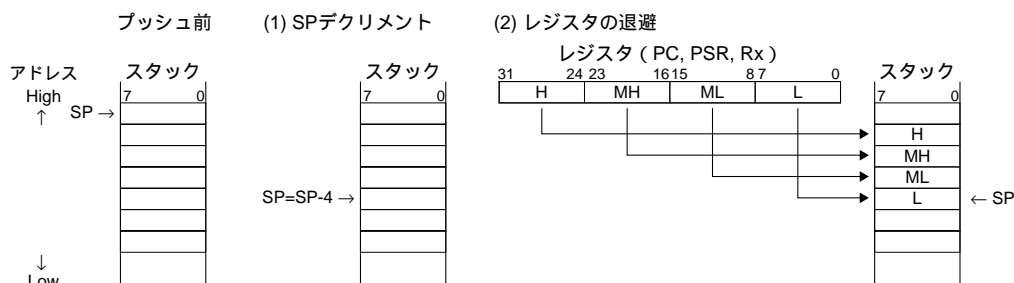 プッシュ前 (1) SPデクリメント (2) レジスタの退避
レジスタ ( PC, PSR, Rx )
アドレス スタック スタック 31 24 23 16 15 8 7 0 スタック
High 7 0 7 0 H MH ML L 7 0
↑ SP →
H
MH
ML
SP=SP-4 → L ← SP
↓
Low